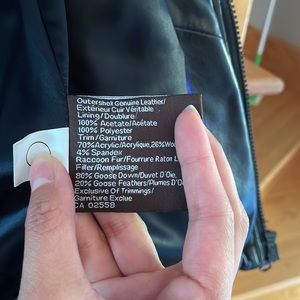 Outershell Genuine Leather/
Extérieur Cuir Véritable
Lining/Doublure/
100% Acetate/Acétate
100% Polyester
Trim/Garniture
70%Acrylic/Acrylique,26%Wool
4% Spandex
Raccoon Fur/Fourrure Raton L
Filler/Remplissage
80% Goose Down/Duvet D'Oie,
20% Goose Feathers/Plumes D'O
Exclusive Of Trimmings/
Garniture Exclue
CA 02558